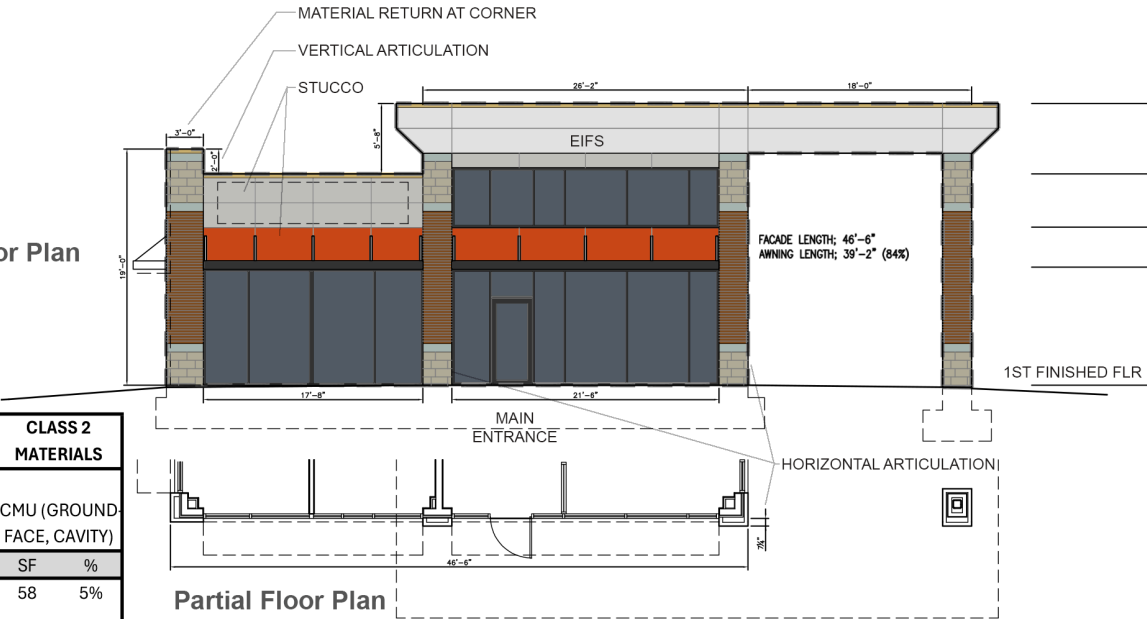 MATERIAL RETURN AT CORNER
VERTICAL ARTICULATION
STUCCO
26'-2"
18'-0"
3'-0"
2'-0"
5'-8"
EIFS
or Plan
19'-0"
FACADE LENGTH; 46'-6"
AWNING LENGTH; 39'-2" (84%)
1ST FINISHED FLR
17'-8"
21'-6"
MAIN
ENTRANCE
CLASS 2
MATERIALS
CMU (GROUND-
FACE, CAVITY)
SF %
58 5%
HORIZONTAL ARTICULATION
46'-6"
Partial Floor Plan